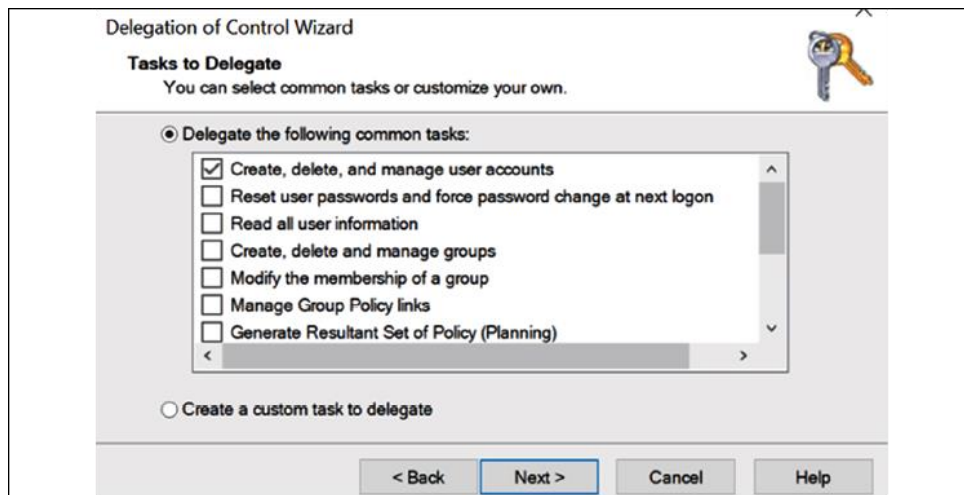 Delegation of Control Wizard
Tasks to Delegate
You can select common tasks or customize your own.
Delegate the following common tasks:
Create, delete, and manage user accounts
Reset user passwords and force password change at next logon
Read all user information
Create, delete and manage groups
Modify the membership of a group
Manage Group Policy links
Generate Resultant Set of Policy (Planning)
Create a custom task to delegate
< Back Next > Cancel Help